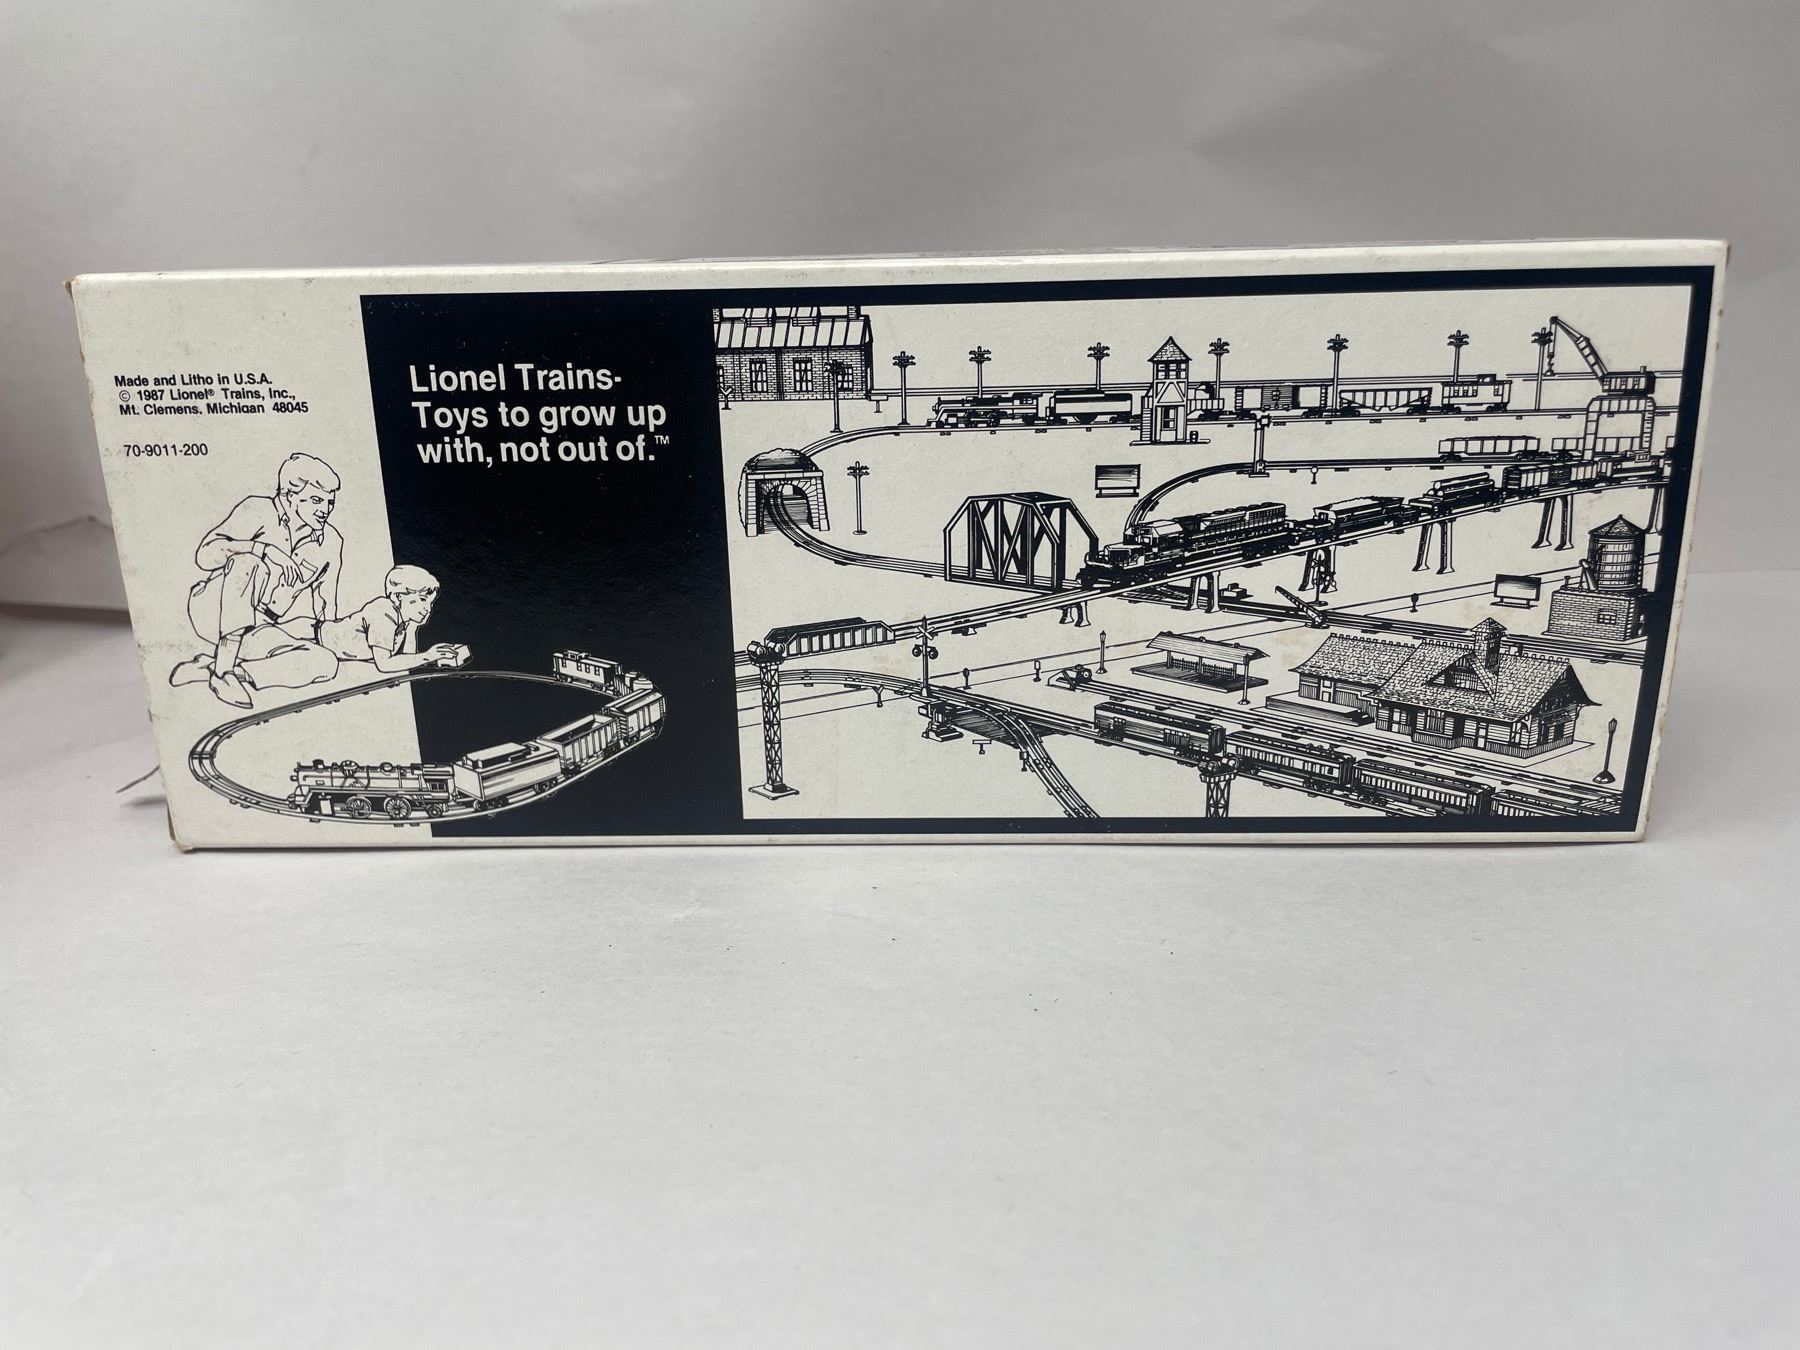 Made and Litho in U.S.A.
© 1987 Lionel® Trains, Inc.,
Mt. Clemens, Michigan 48045
70-9011-200
Lionel Trains-
Toys to grow up
with, not out of.™